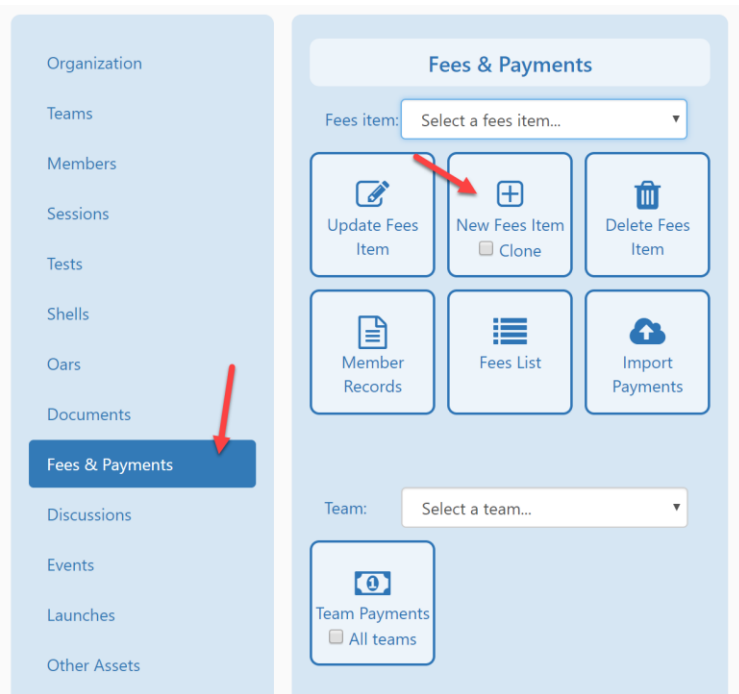 Organization
Teams
Members
Sessions
Tests
Shells
Oars
Documents
Fees & Payments
Discussions
Events
Launches
Other Assets
Fees & Payments
Fees item:
Select a fees item...
Update Fees
Item
New Fees Item
Clone
Delete Fees
Item
Member
Records
Fees List
Import
Payments
Team:
Select a team...
1
Team Payments
All teams